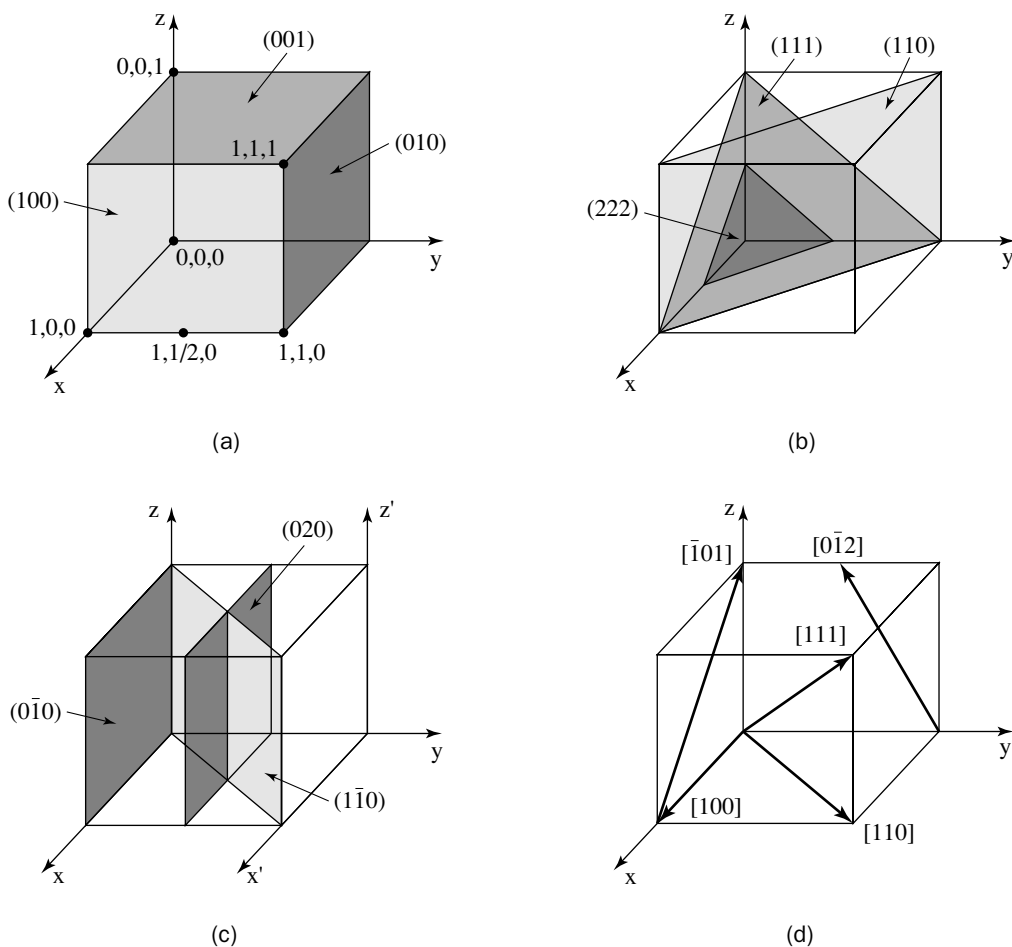 z
(001)
0,0,1
1,1,1
(010)
(100)
0,0,0
y
1,0,0
1,1/2,0
1,1,0
x
(a)
z
(111)
(110)
(222)
y
x
(b)
z
z'
(020)
(01̄0)
y
(11̄0)
x
x'
(c)
z
[1̄01]
[01̄2]
[111]
y
[100]
[110]
x
(d)